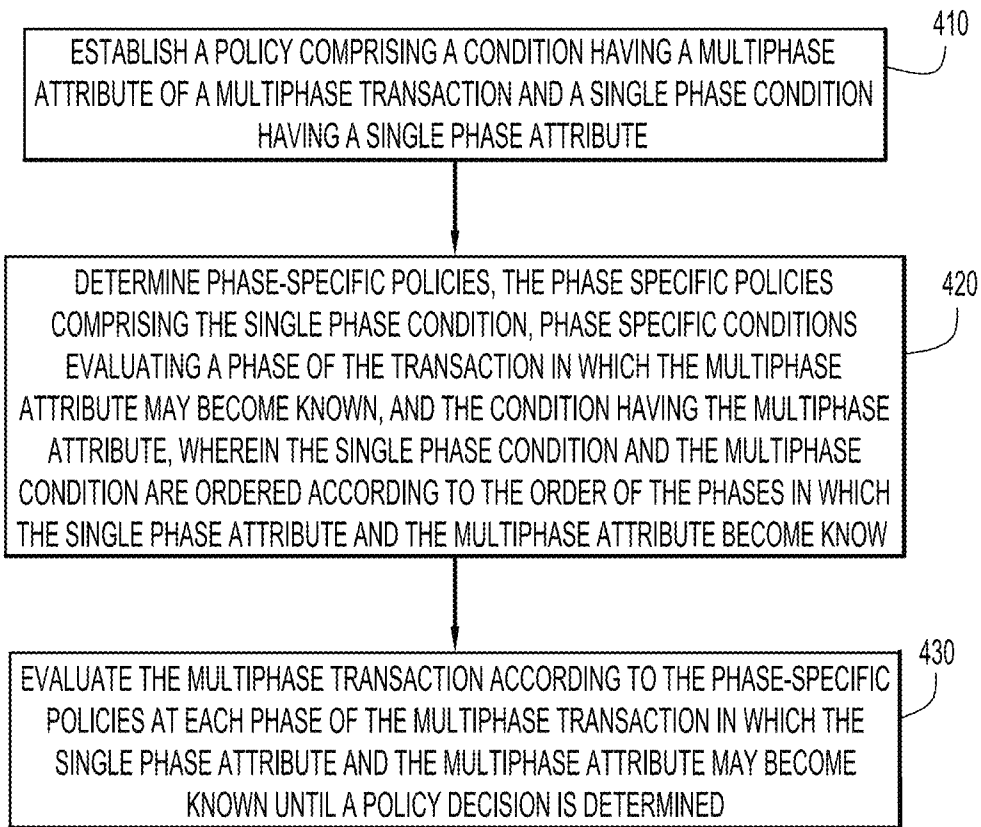 410
ESTABLISH A POLICY COMPRISING A CONDITION HAVING A MULTIPHASE
ATTRIBUTE OF A MULTIPHASE TRANSACTION AND A SINGLE PHASE CONDITION
HAVING A SINGLE PHASE ATTRIBUTE
420
DETERMINE PHASE-SPECIFIC POLICIES, THE PHASE SPECIFIC POLICIES
COMPRISING THE SINGLE PHASE CONDITION, PHASE SPECIFIC CONDITIONS
EVALUATING A PHASE OF THE TRANSACTION IN WHICH THE MULTIPHASE
ATTRIBUTE MAY BECOME KNOWN, AND THE CONDITION HAVING THE MULTIPHASE
ATTRIBUTE, WHEREIN THE SINGLE PHASE CONDITION AND THE MULTIPHASE
CONDITION ARE ORDERED ACCORDING TO THE ORDER OF THE PHASES IN WHICH
THE SINGLE PHASE ATTRIBUTE AND THE MULTIPHASE ATTRIBUTE BECOME KNOW
430
EVALUATE THE MULTIPHASE TRANSACTION ACCORDING TO THE PHASE-SPECIFIC
POLICIES AT EACH PHASE OF THE MULTIPHASE TRANSACTION IN WHICH THE
SINGLE PHASE ATTRIBUTE AND THE MULTIPHASE ATTRIBUTE MAY BECOME
KNOWN UNTIL A POLICY DECISION IS DETERMINED